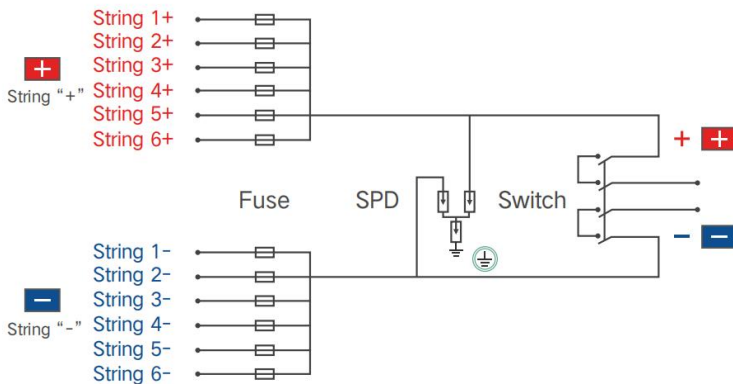 String 1+
String 2+
String 3+
+
String "+"
String 4+
String 5+
String 6+
+ +
Fuse SPD Switch
String 1-
− −
String 2-
String 3-
−
String "-"
String 4-
String 5-
String 6-